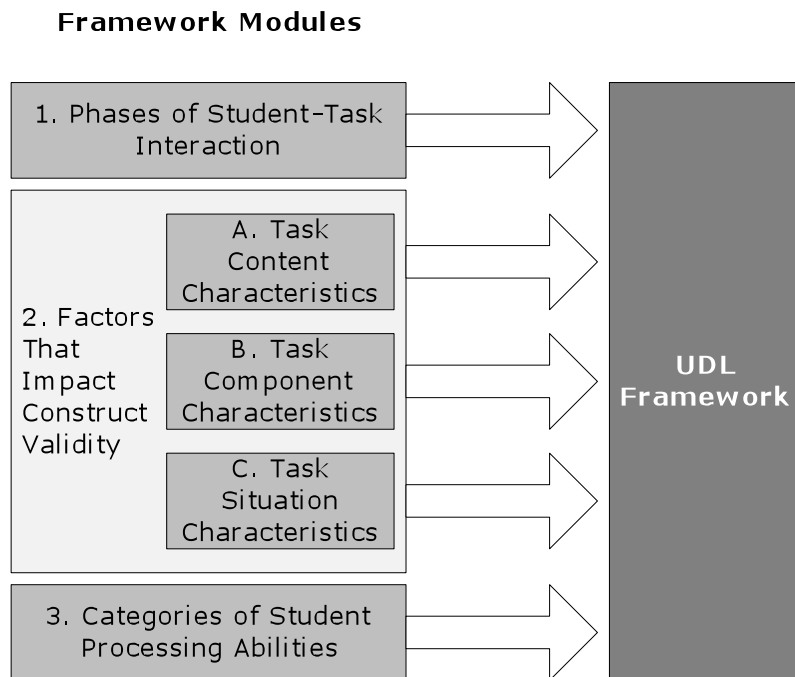 Framework Modules
1. Phases of Student-Task
Interaction
2. Factors
That
Impact
Construct
Validity
A. Task
Content
Characteristics
B. Task
Component
Characteristics
C. Task
Situation
Characteristics
3. Categories of Student
Processing Abilities
UDL
Framework